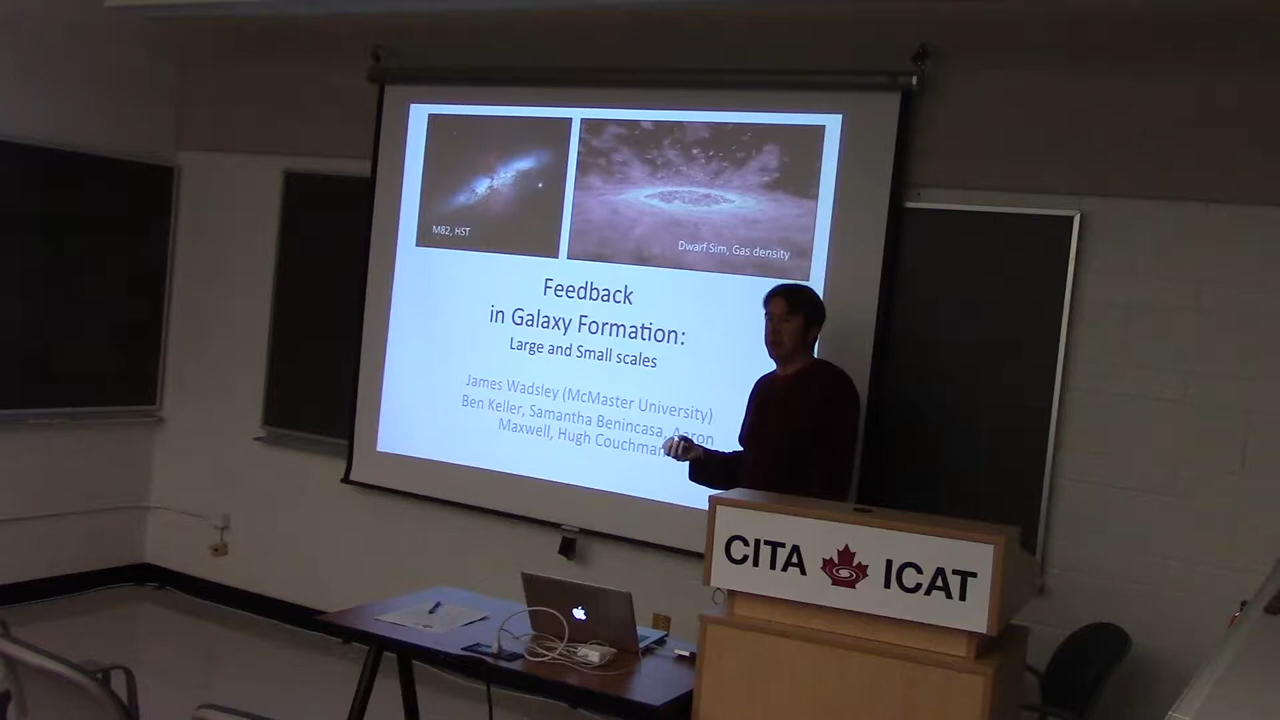 M82, HST
Dwarf Sim, Gas density
Feedback
in Galaxy Formation:
Large and Small scales
James Wadsley (McMaster University)
Ben Keller, Samantha Benincasa, Aaron
Maxwell, Hugh Couchman
CITA ICAT